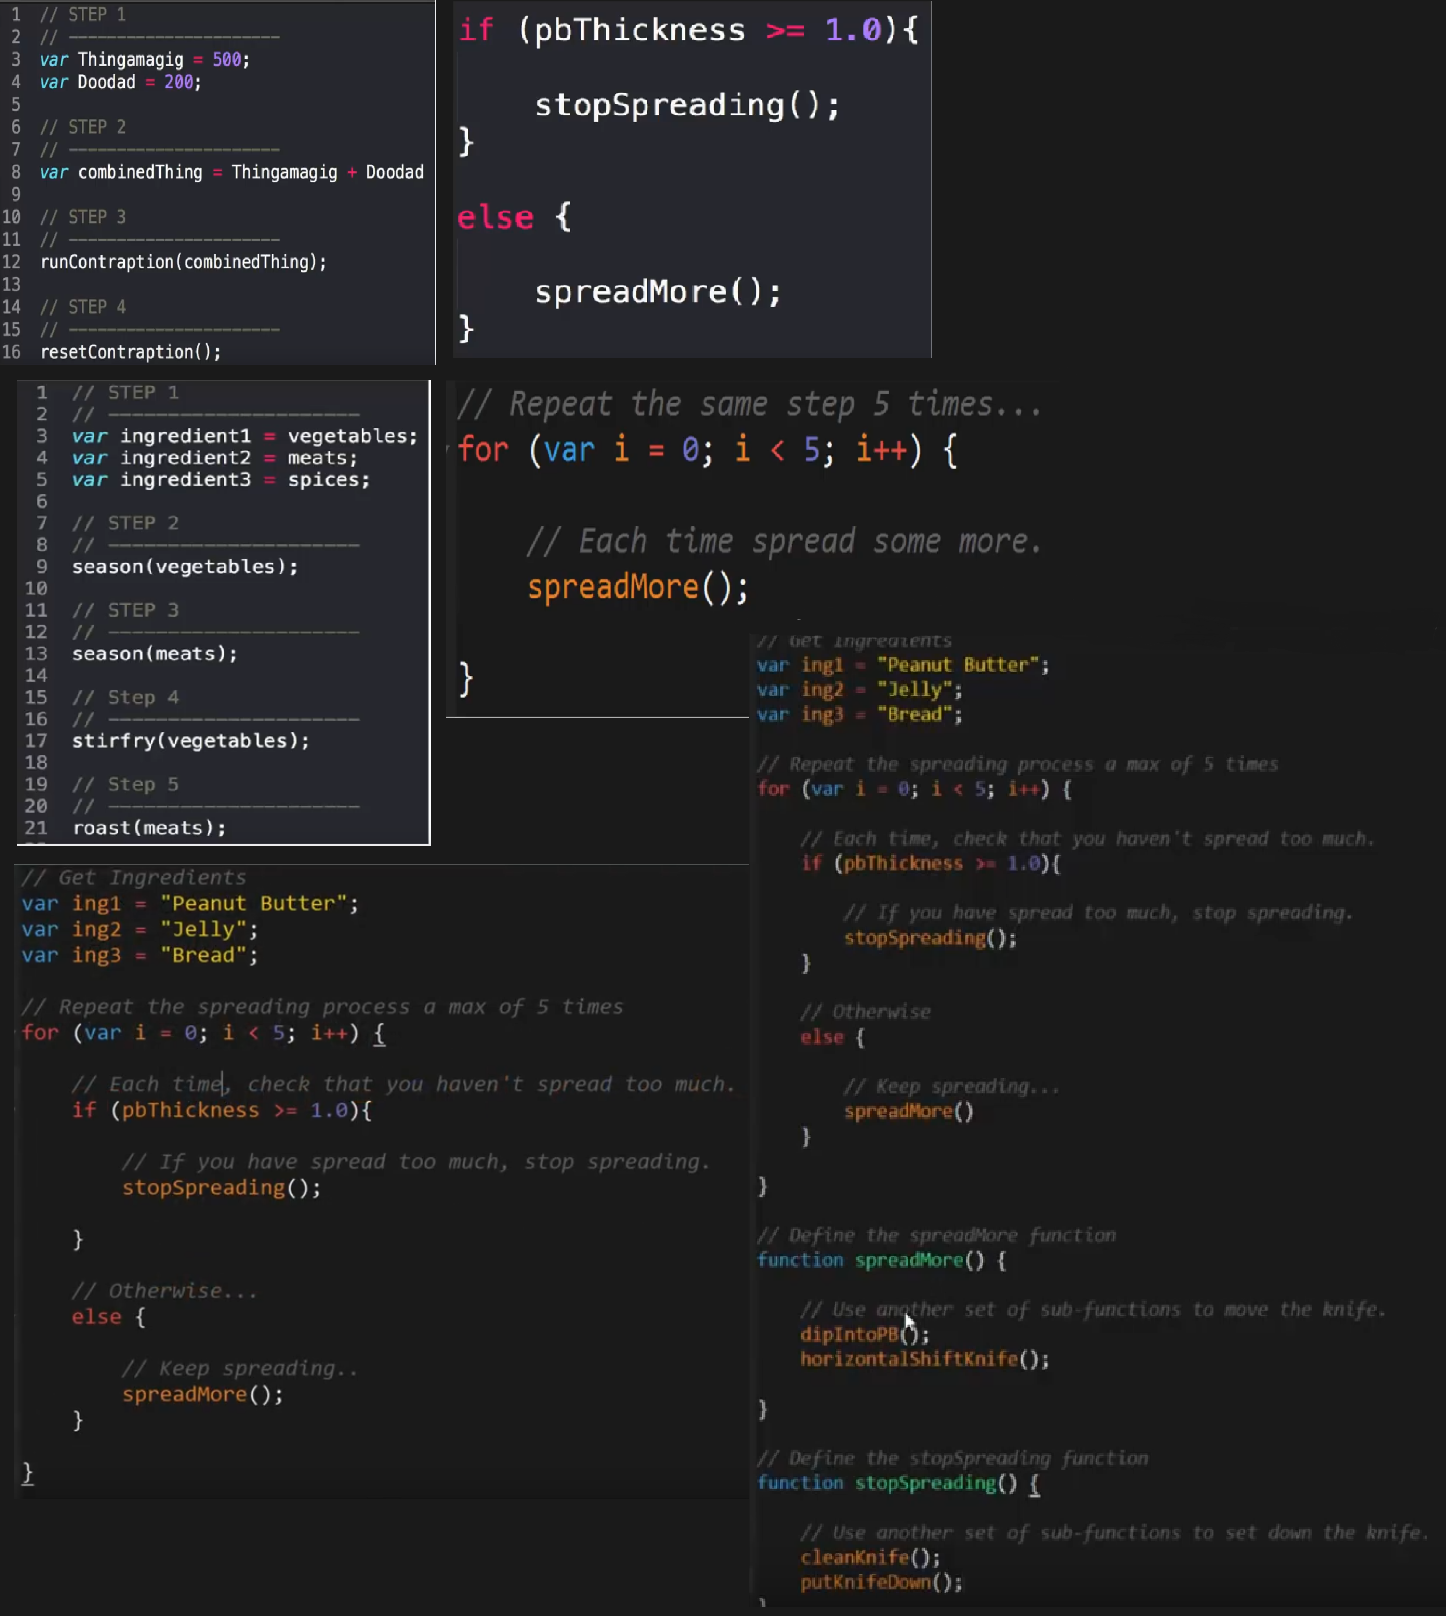 1 // STEP 1
2 // ----------------------
3 var Thingamagig = 500;
4 var Doodad = 200;
5
6 // STEP 2
7 // ----------------------
8 var combinedThing = Thingamagig + Doodad
9
10 // STEP 3
11 // ----------------------
12 runContraption(combinedThing);
13
14 // STEP 4
15 // ----------------------
16 resetContraption();
if (pbThickness >= 1.0){
stopSpreading();
}
else {
spreadMore();
}
1 // STEP 1
2 // ---------------------
3 var ingredient1 = vegetables;
4 var ingredient2 = meats;
5 var ingredient3 = spices;
6
7 // STEP 2
8 // ---------------------
9 season(vegetables);
10
11 // STEP 3
12 // ---------------------
13 season(meats);
14
15 // Step 4
16 // ---------------------
17 stirfry(vegetables);
18
19 // Step 5
20 // ---------------------
21 roast(meats);
// Repeat the same step 5 times...
for (var i = 0; i < 5; i++) {
// Each time spread some more.
spreadMore();
}
// Get Ingredients
var ing1 = "Peanut Butter";
var ing2 = "Jelly";
var ing3 = "Bread";
// Repeat the spreading process a max of 5 times
for (var i = 0; i < 5; i++) {
// Each time, check that you haven't spread too much.
if (pbThickness >= 1.0){
// If you have spread too much, stop spreading.
stopSpreading();
}
// Otherwise...
else {
// Keep spreading..
spreadMore();
}
}
// Get Ingredients
var ing1 = "Peanut Butter";
var ing2 = "Jelly";
var ing3 = "Bread";
// Repeat the spreading process a max of 5 times
for (var i = 0; i < 5; i++) {
// Each time, check that you haven't spread too much.
if (pbThickness >= 1.0){
// If you have spread too much, stop spreading.
stopSpreading();
}
// Otherwise
else {
// Keep spreading...
spreadMore()
}
}
// Define the spreadMore function
function spreadMore() {
// Use another set of sub-functions to move the knife.
dipIntoPB();
horizontalShiftKnife();
}
// Define the stopSpreading function
function stopSpreading() {
// Use another set of sub-functions to set down the knife.
cleanKnife();
putKnifeDown();
}